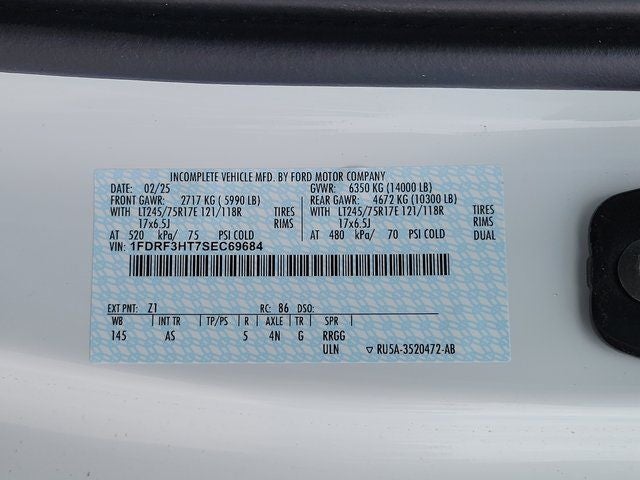 INCOMPLETE VEHICLE MFD. BY FORD MOTOR COMPANY
DATE: 02/25 GVWR: 6350 KG (14000 LB)
FRONT GAWR: 2717 KG ( 5990 LB) REAR GAWR: 4672 KG (10300 LB)
WITH LT245/75R17E 121/118R TIRES WITH LT245/75R17E 121/118R TIRES
17x6.5J RIMS 17x6.5J RIMS
AT 520 kPa/ 75 PSI COLD AT 480 kPa/ 70 PSI COLD DUAL
VIN: 1FDRF3HT7SEC69684
EXT PNT: Z1 RC: 86 DSO:
WB INT TR TP/PS R AXLE TR SPR
145 AS 5 4N G RRGG
ULN ▽ RU5A-3520472-AB